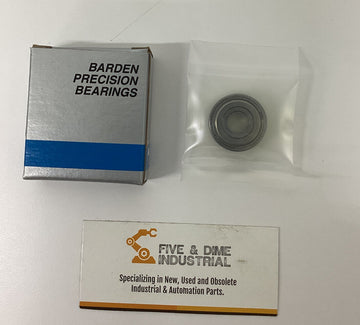 BARDEN
PRECISION
BEARINGS
FIVE & DIME
INDUSTRIAL
Specializing in New, Used and Obsolete
Industrial & Automation Parts.